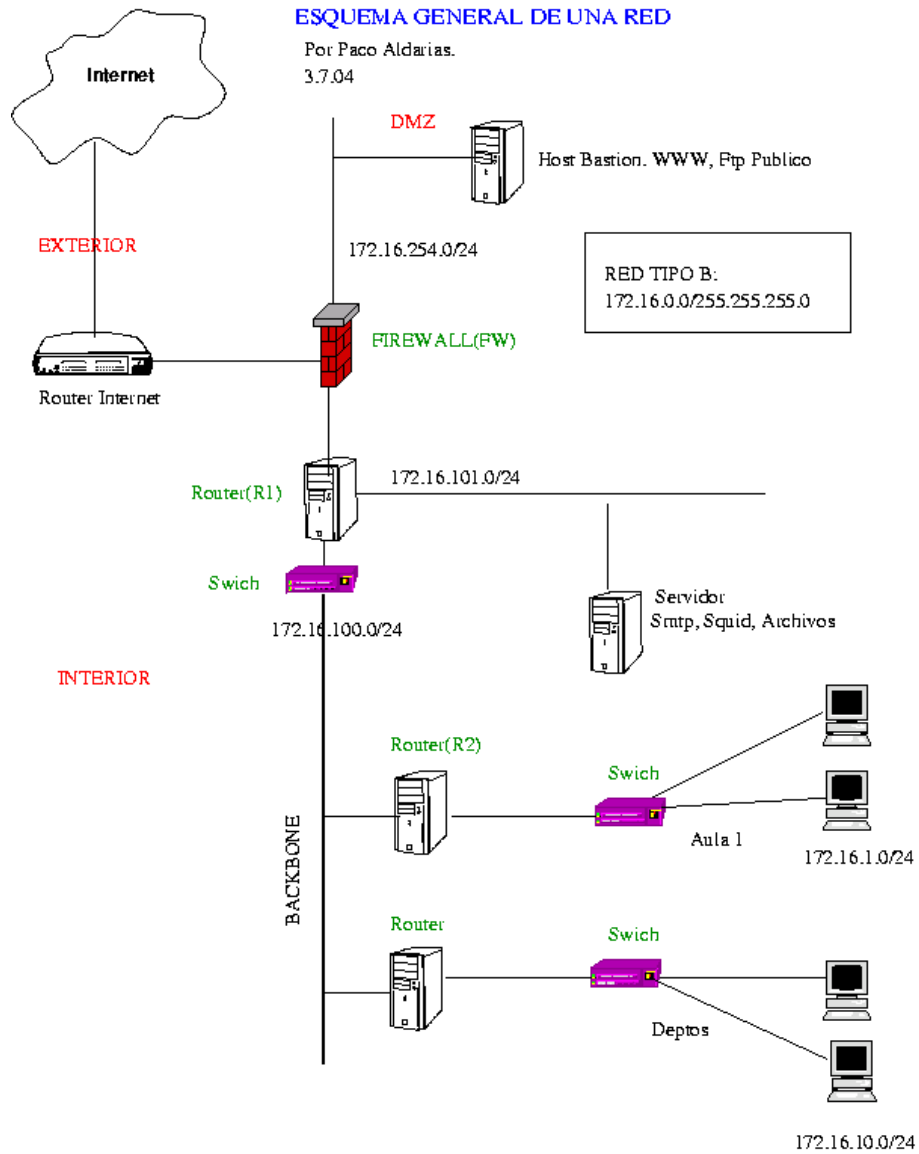 ESQUEMA GENERAL DE UNA RED
Por Paco Aldarias.
3.7.04
Internet
DMZ
Host Bastion. WWW, Ftp Publico
EXTERIOR
172.16.254.0/24
RED TIPO B:
172.16.0.0/255.255.255.0
FIREWALL(FW)
Router Internet
172.16.101.0/24
Router(R1)
Swich
Servidor
Smtp, Squid, Archivos
172.16.100.0/24
INTERIOR
Router(R2)
Swich
BACKBONE
Aula 1
172.16.1.0/24
Router
Swich
Deptos
172.16.10.0/24